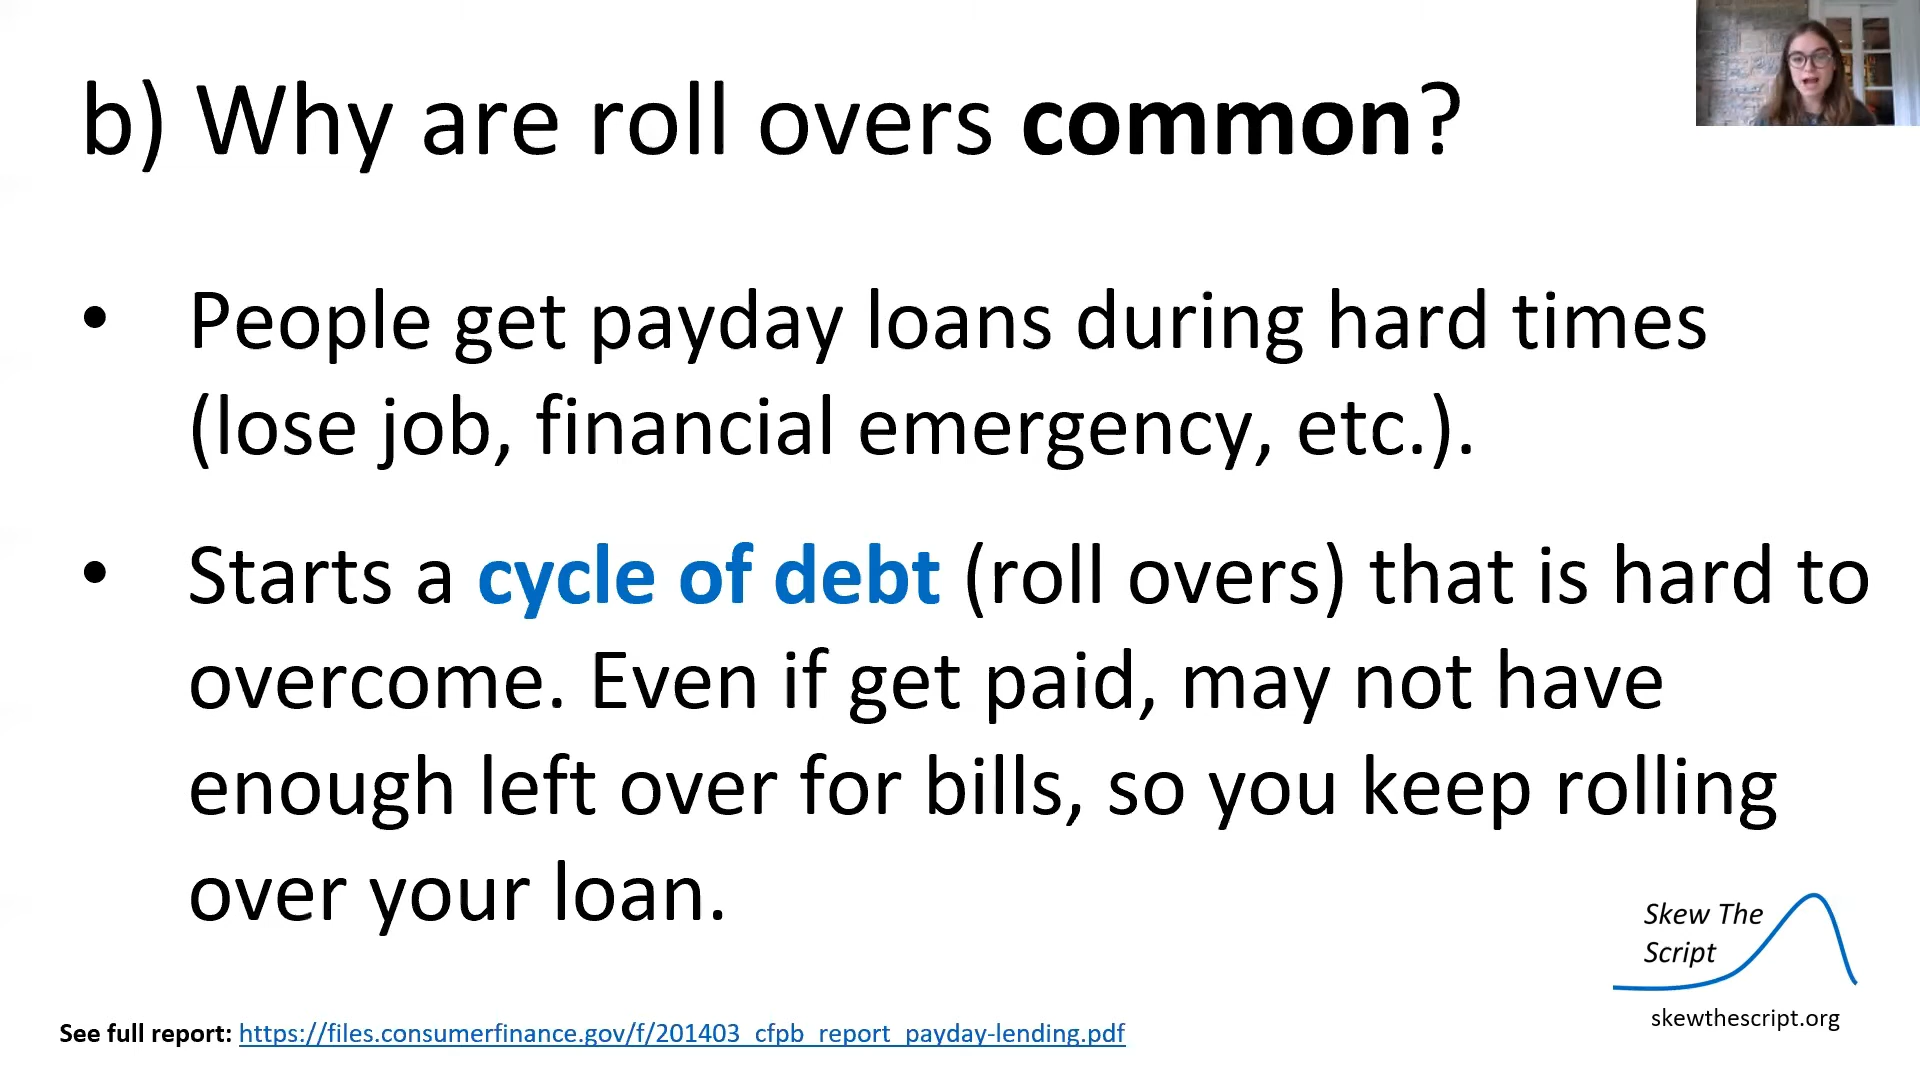 b) Why are roll overs common?
• People get payday loans during hard times
(lose job, financial emergency, etc.).
• Starts a cycle of debt (roll overs) that is hard to
overcome. Even if get paid, may not have
enough left over for bills, so you keep rolling
over your loan.
Skew The
Script
skewthescript.org
See full report: https://files.consumerfinance.gov/f/201403_cfpb_report_payday-lending.pdf